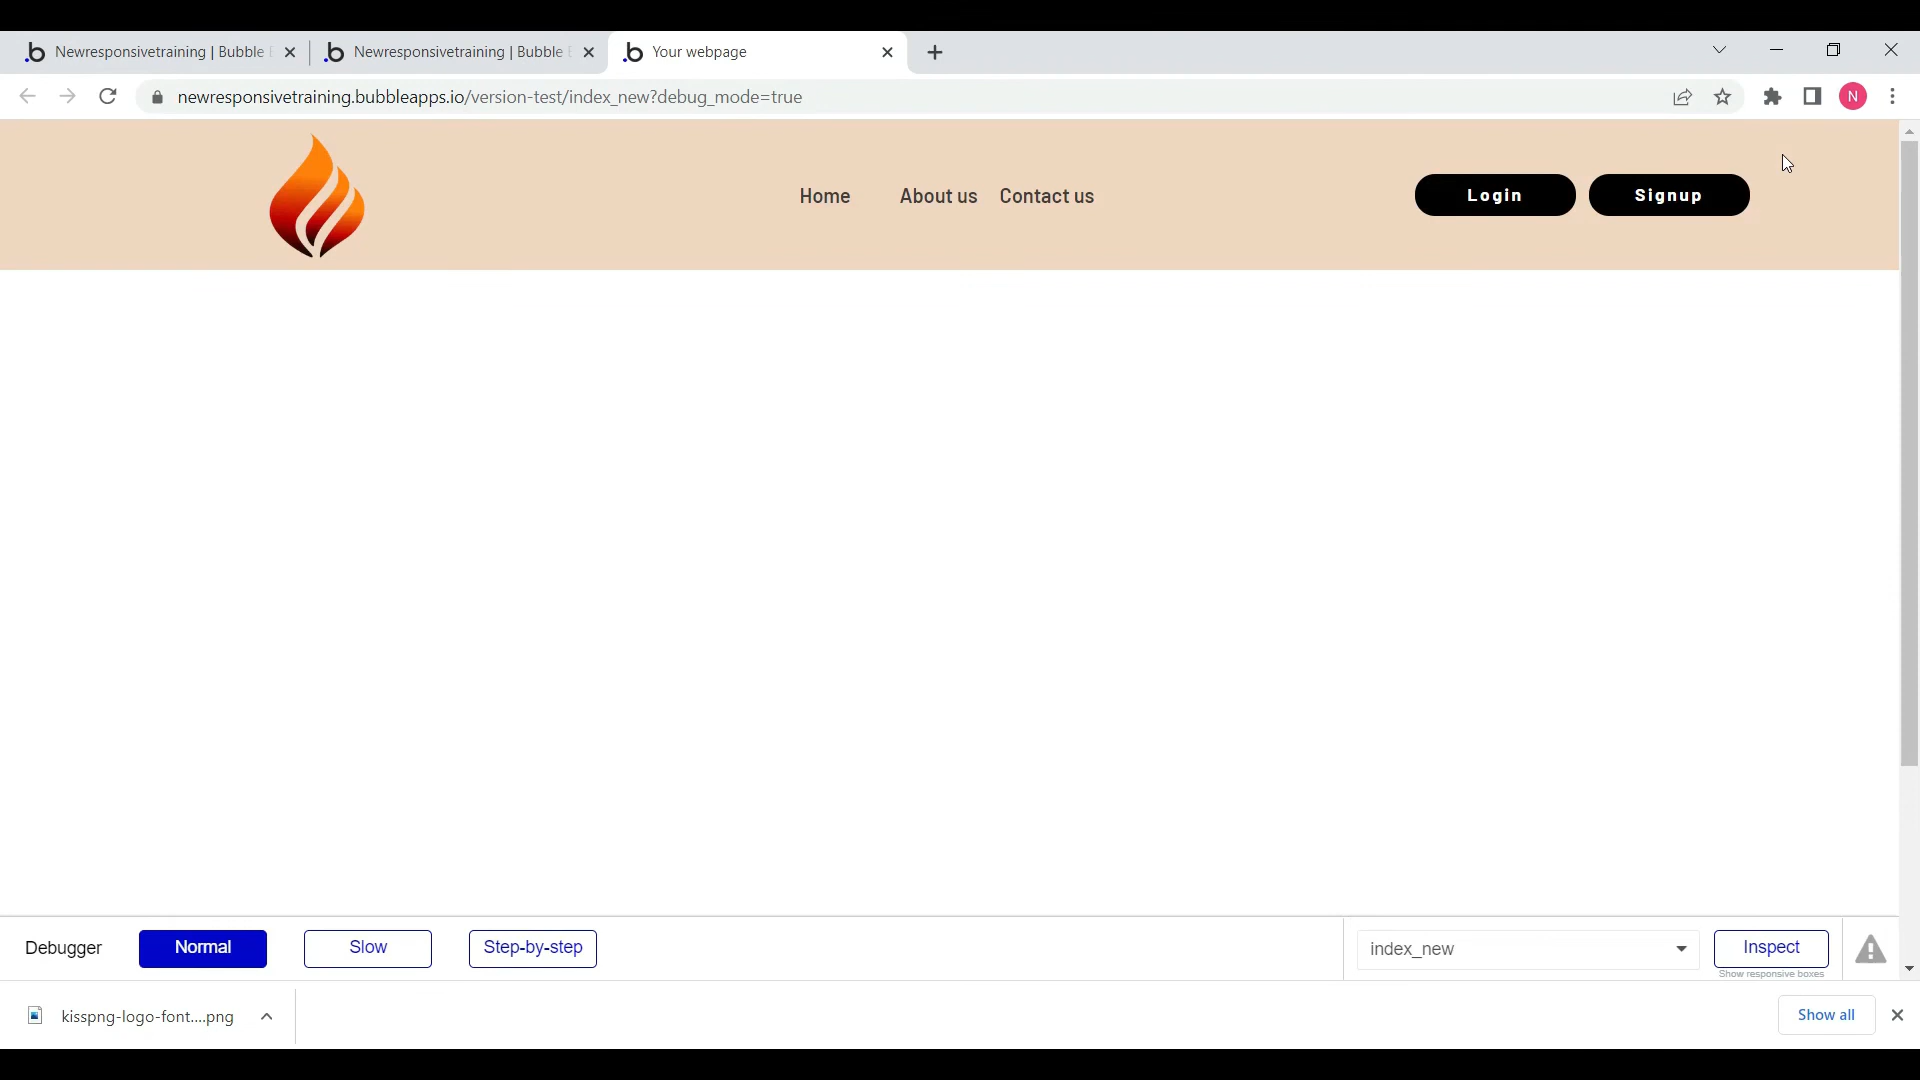 Newresponsivetraining | Bubble
Newresponsivetraining | Bubble
Your webpage
newresponsivetraining.bubbleapps.io/version-test/index_new?debug_mode=true
N
Home
About us
Contact us
Login
Signup
Debugger
Normal
Slow
Step-by-step
index_new
Inspect
Show responsive boxes
kisspng-logo-font....png
Show all